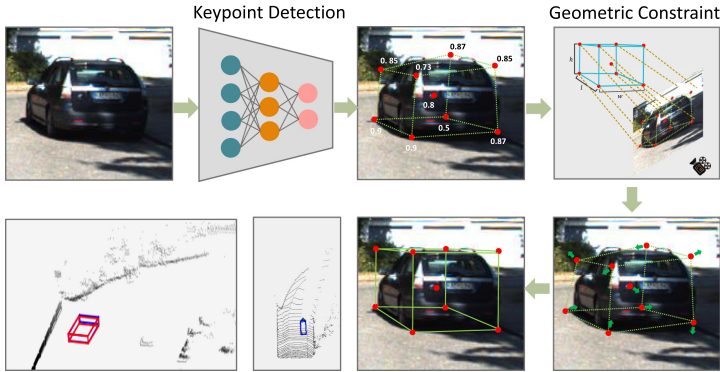 Keypoint Detection
Geometric Constraint
0.87
0.85
0. 85
0.73
0.8
0.9
0.5
0.9
0.87
h
l
w